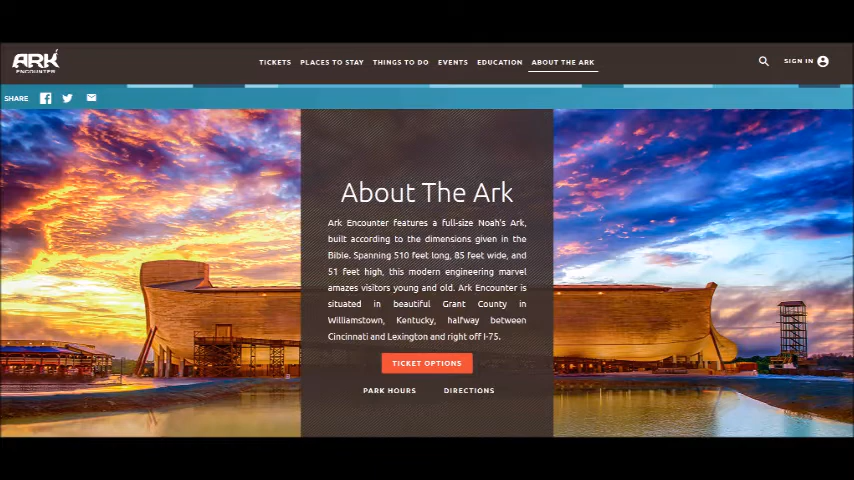 ARK
ENCOUNTER
TICKETS PLACES TO STAY THINGS TO DO EVENTS EDUCATION ABOUT THE ARK
SIGN IN
SHARE
About The Ark
Ark Encounter features a full-size Noah's Ark,
built according to the dimensions given in the
Bible. Spanning 510 feet long, 85 feet wide, and
51 feet high, this modern engineering marvel
amazes visitors young and old. Ark Encounter is
situated in beautiful Grant County in
Williamstown, Kentucky, halfway between
Cincinnati and Lexington and right off I-75.
TICKET OPTIONS
PARK HOURS DIRECTIONS